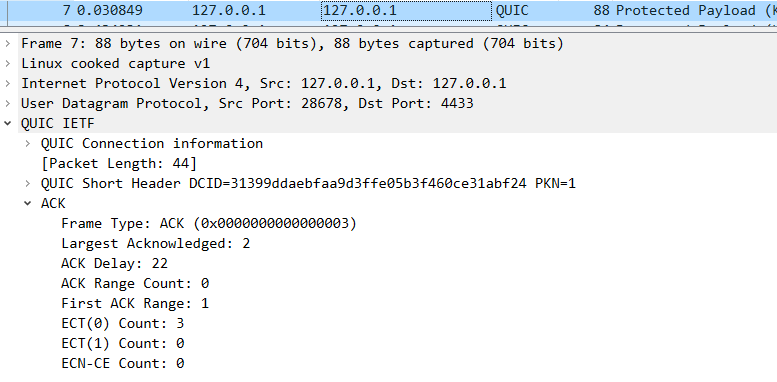 7 0.030849 127.0.0.1 127.0.0.1 QUIC 88 Protected Payload (K
Frame 7: 88 bytes on wire (704 bits), 88 bytes captured (704 bits)
Linux cooked capture v1
Internet Protocol Version 4, Src: 127.0.0.1, Dst: 127.0.0.1
User Datagram Protocol, Src Port: 28678, Dst Port: 4433
QUIC IETF
QUIC Connection information
[Packet Length: 44]
QUIC Short Header DCID=31399ddaebfaa9d3ffe05b3f460ce31abf24 PKN=1
ACK
Frame Type: ACK (0x0000000000000003)
Largest Acknowledged: 2
ACK Delay: 22
ACK Range Count: 0
First ACK Range: 1
ECT(0) Count: 3
ECT(1) Count: 0
ECN-CE Count: 0